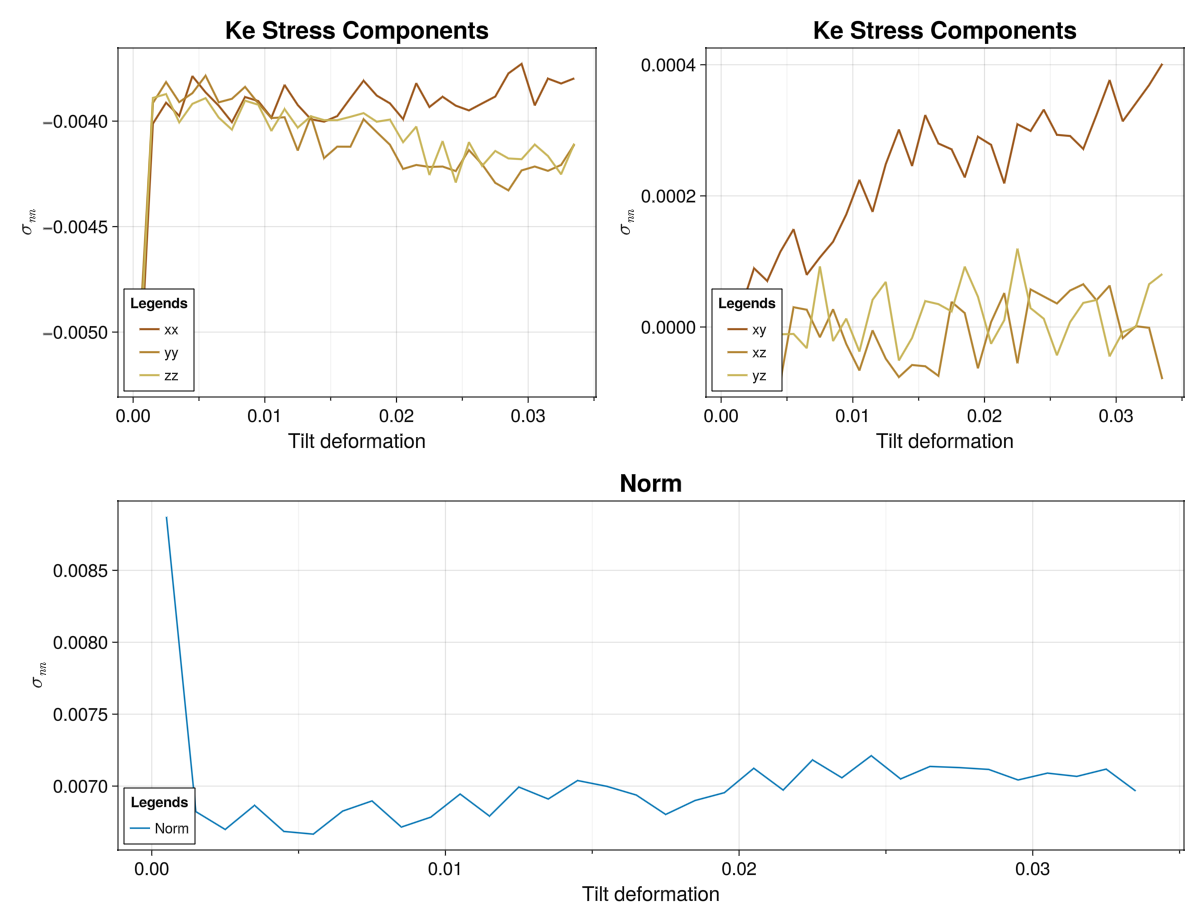 Ke Stress Components
σnn
−0.0040
−0.0045
−0.0050
Legends
xx
yy
zz
0.00 0.01 0.02 0.03
Tilt deformation
Ke Stress Components
σnn
0.0004
0.0002
0.0000
Legends
xy
xz
yz
0.00 0.01 0.02 0.03
Tilt deformation
Norm
σnn
0.0085
0.0080
0.0075
0.0070
Legends
Norm
0.00 0.01 0.02 0.03
Tilt deformation